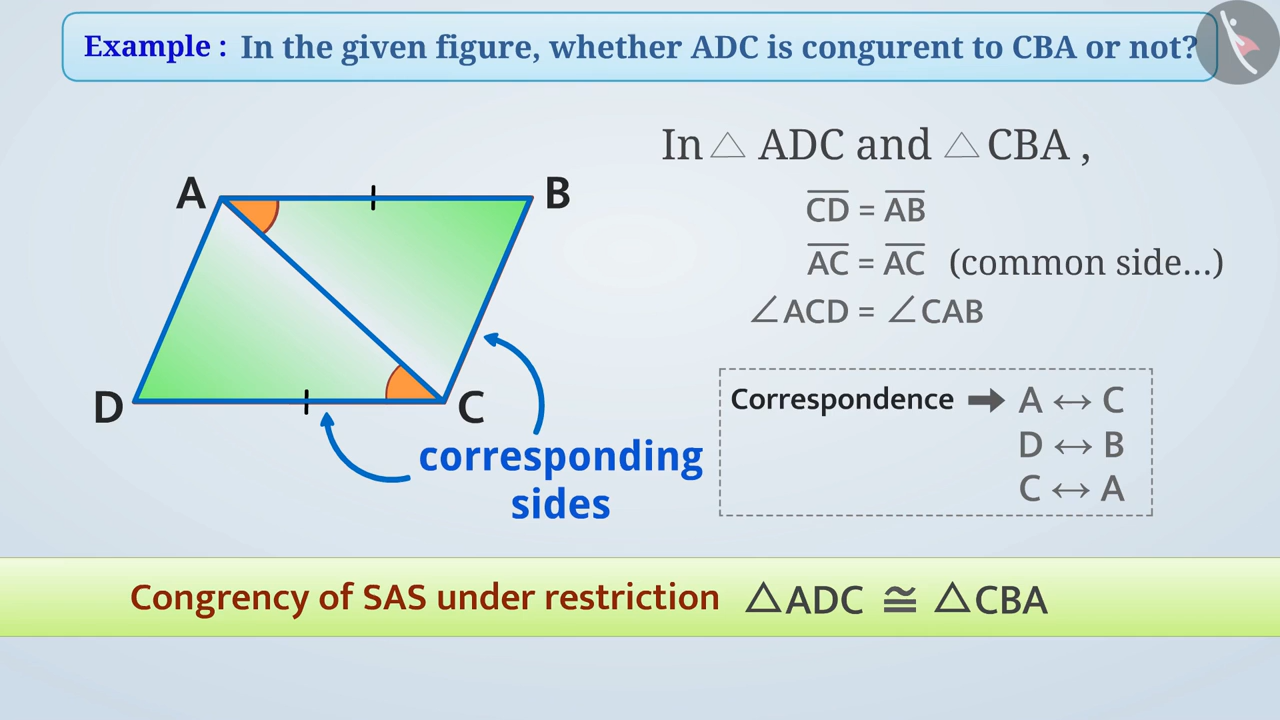 Example : In the given figure, whether ADC is congurent to CBA or not?
In △ ADC and △ CBA ,
CD = AB
AC = AC (common side...)
∠ACD = ∠CAB
A
B
D
C
corresponding
sides
Correspondence ➡ A ↔ C
D ↔ B
C ↔ A
Congrency of SAS under restriction △ADC ≅ △CBA